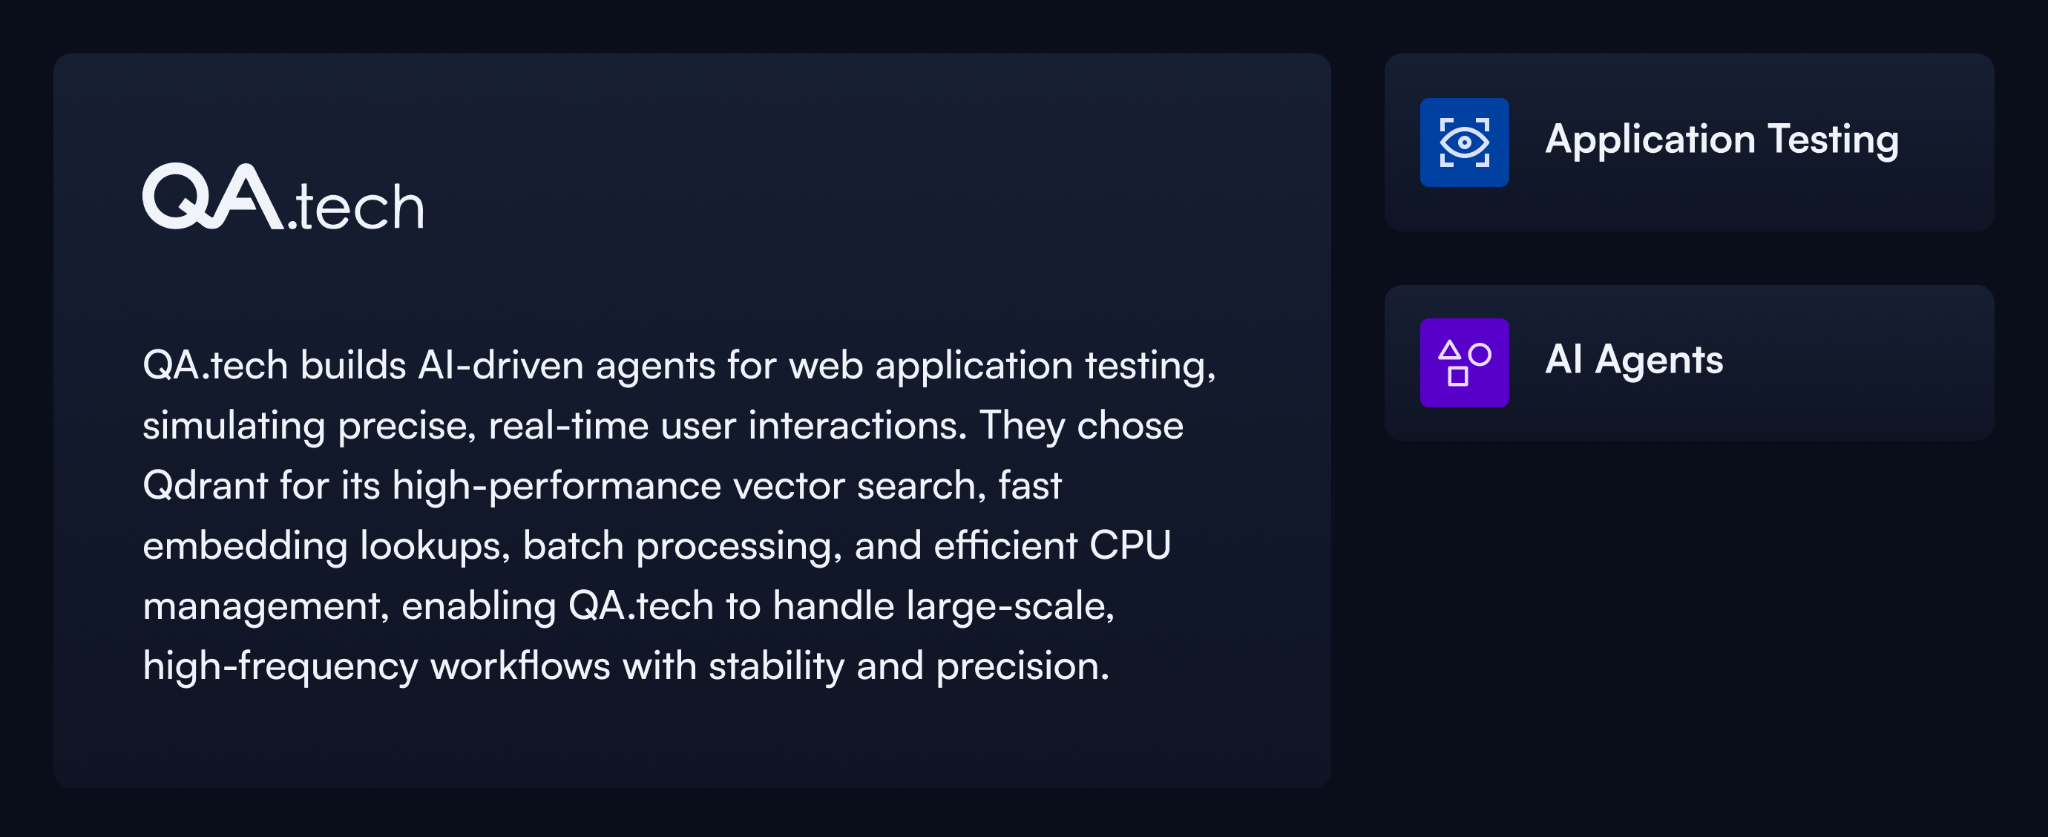 QA.tech
QA.tech builds AI-driven agents for web application testing,
simulating precise, real-time user interactions. They chose
Qdrant for its high-performance vector search, fast
embedding lookups, batch processing, and efficient CPU
management, enabling QA.tech to handle large-scale,
high-frequency workflows with stability and precision.
Application Testing
AI Agents